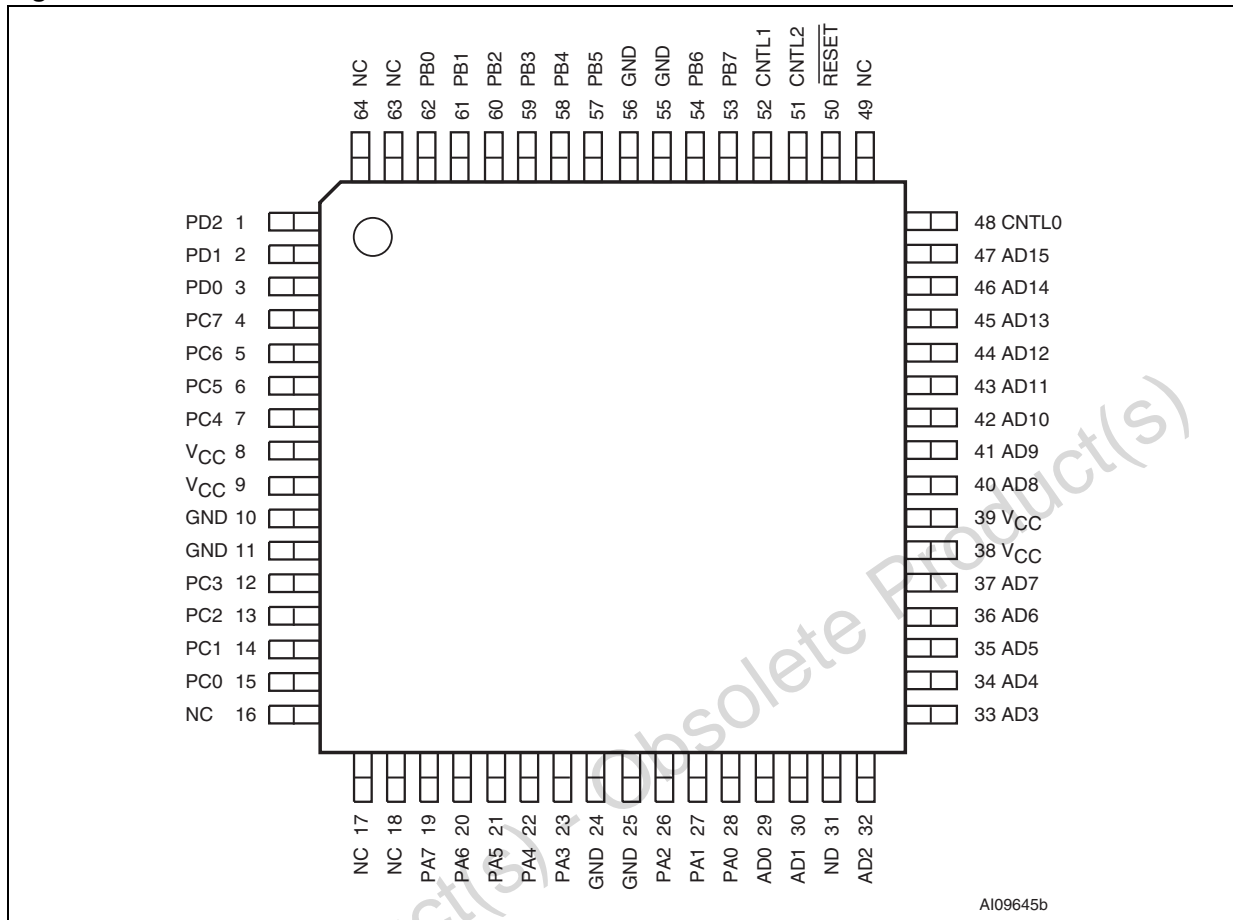 64 NC
63 NC
62 PB0
61 PB1
60 PB2
59 PB3
58 PB4
57 PB5
56 GND
55 GND
54 PB6
53 PB7
52 CNTL1
51 CNTL2
50 RESET
49 NC
PD2 1
PD1 2
PD0 3
PC7 4
PC6 5
PC5 6
PC4 7
VCC 8
VCC 9
GND 10
GND 11
PC3 12
PC2 13
PC1 14
PC0 15
NC 16
48 CNTL0
47 AD15
46 AD14
45 AD13
44 AD12
43 AD11
42 AD10
41 AD9
40 AD8
39 VCC
38 VCC
37 AD7
36 AD6
35 AD5
34 AD4
33 AD3
NC 17
NC 18
PA7 19
PA6 20
PA5 21
PA4 22
PA3 23
GND 24
GND 25
PA2 26
PA1 27
PA0 28
AD0 29
AD1 30
ND 31
AD2 32
AI09645b
ct(s) - Obsolete Product(s)